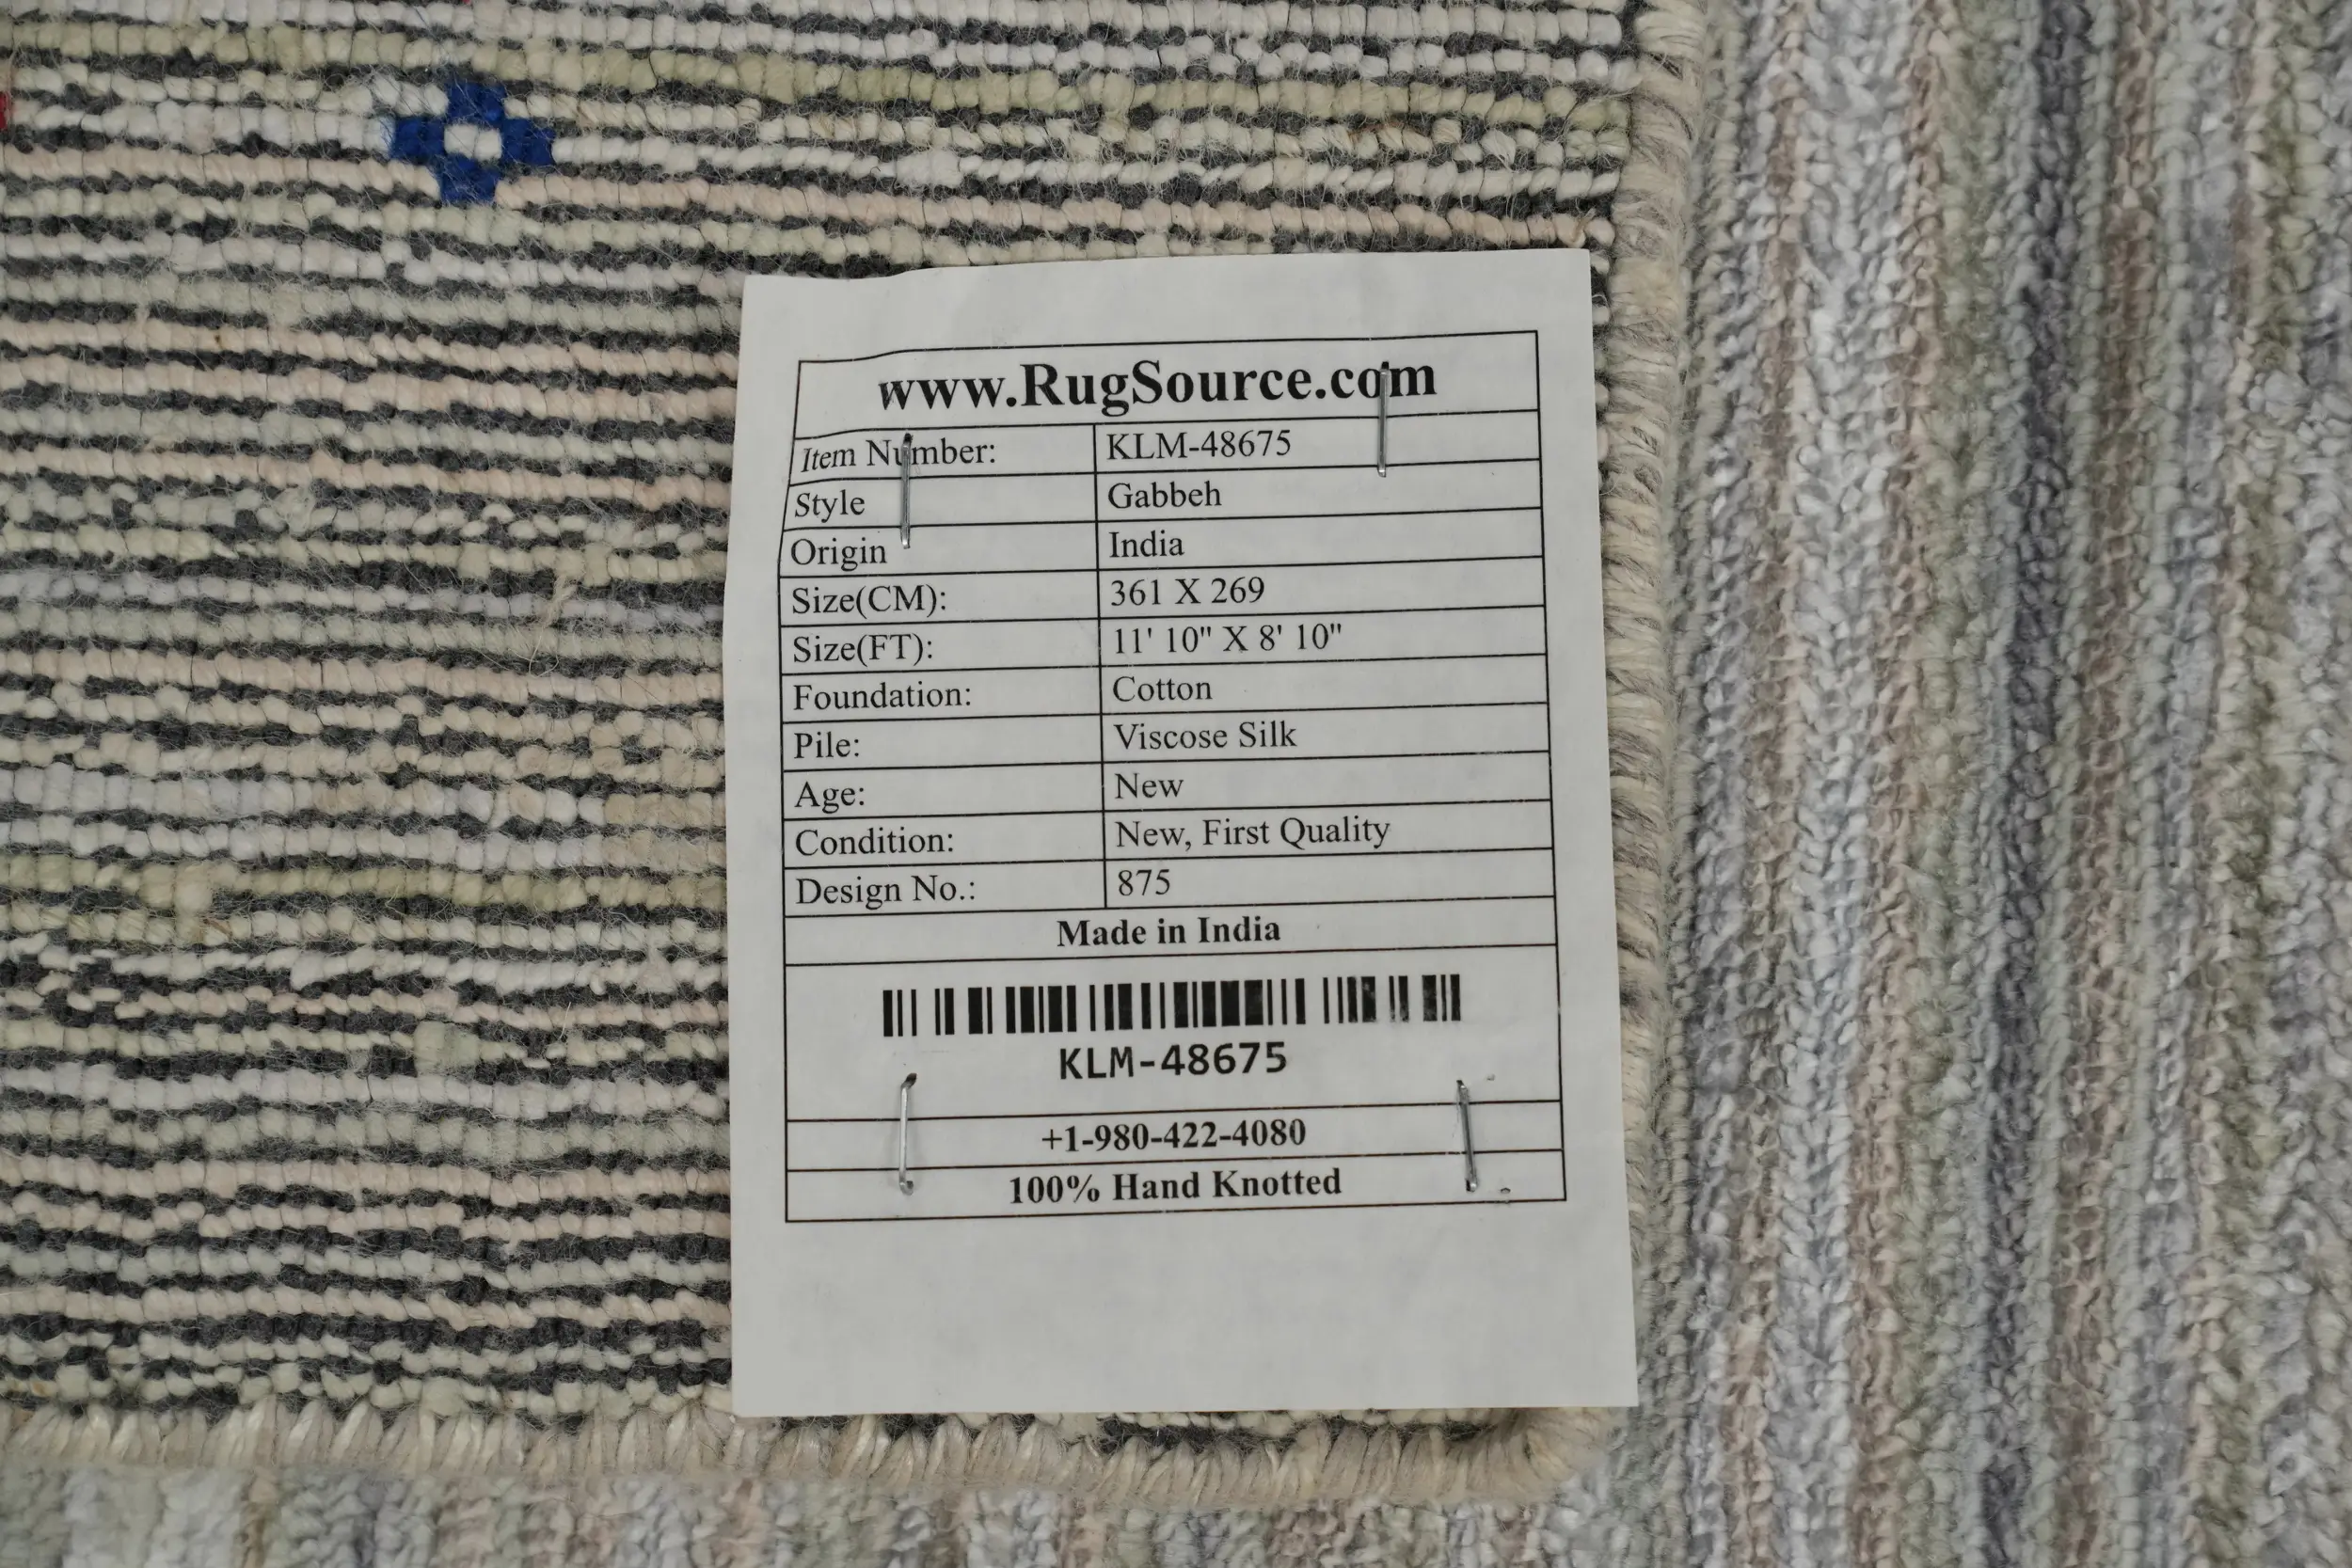 www.RugSource.com
Item Number: KLM-48675
Style Gabbeh
Origin India
Size(CM): 361 X 269
Size(FT): 11' 10" X 8' 10"
Foundation: Cotton
Pile: Viscose Silk
Age: New
Condition: New, First Quality
Design No.: 875
Made in India
KLM-48675
+1-980-422-4080
100% Hand Knotted